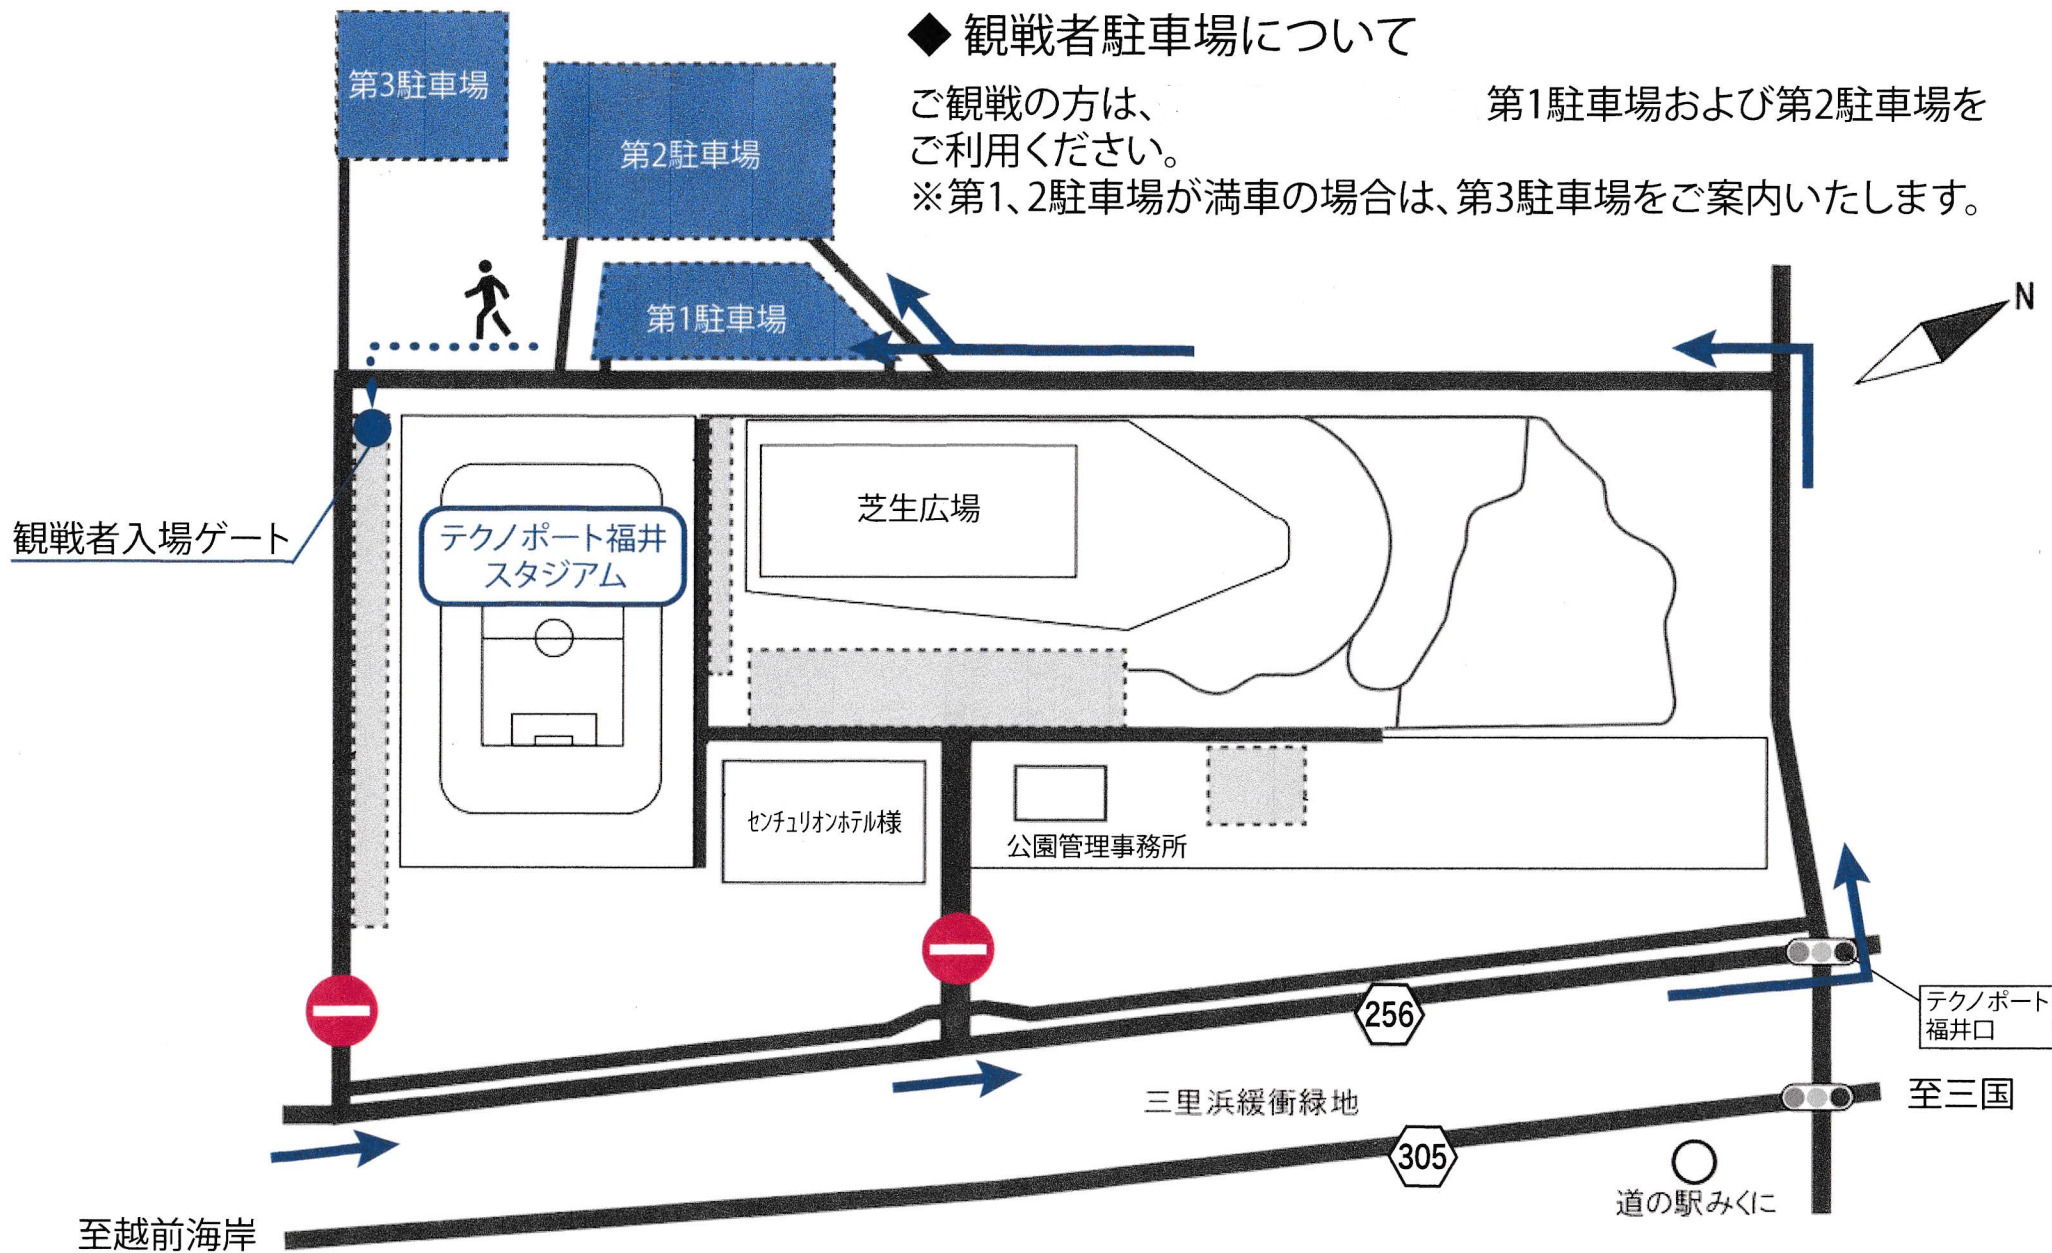 ◆ 観戦者駐車場について
ご観戦の方は、 第1駐車場および第2駐車場を
ご利用ください。
※第1、2駐車場が満車の場合は、第3駐車場をご案内いたします。
第3駐車場
第2駐車場
第1駐車場
N
観戦者入場ゲート
テクノポート福井
スタジアム
芝生広場
センチュリオンホテル様
公園管理事務所
256
テクノポート
福井口
三里浜緩衝緑地
至三国
305
道の駅みくに
至越前海岸